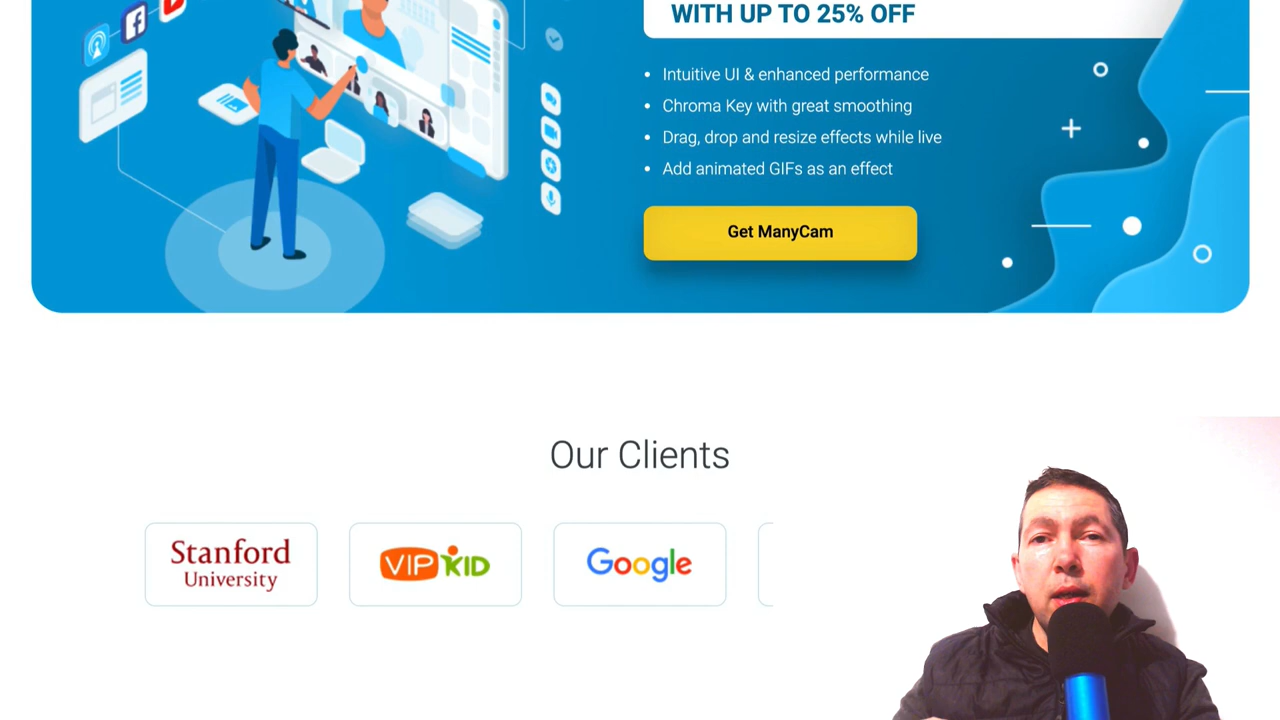 WITH UP TO 25% OFF
• Intuitive UI & enhanced performance
• Chroma Key with great smoothing
• Drag, drop and resize effects while live
• Add animated GIFs as an effect
Get ManyCam
Our Clients
Stanford
University
VIPKID
Google